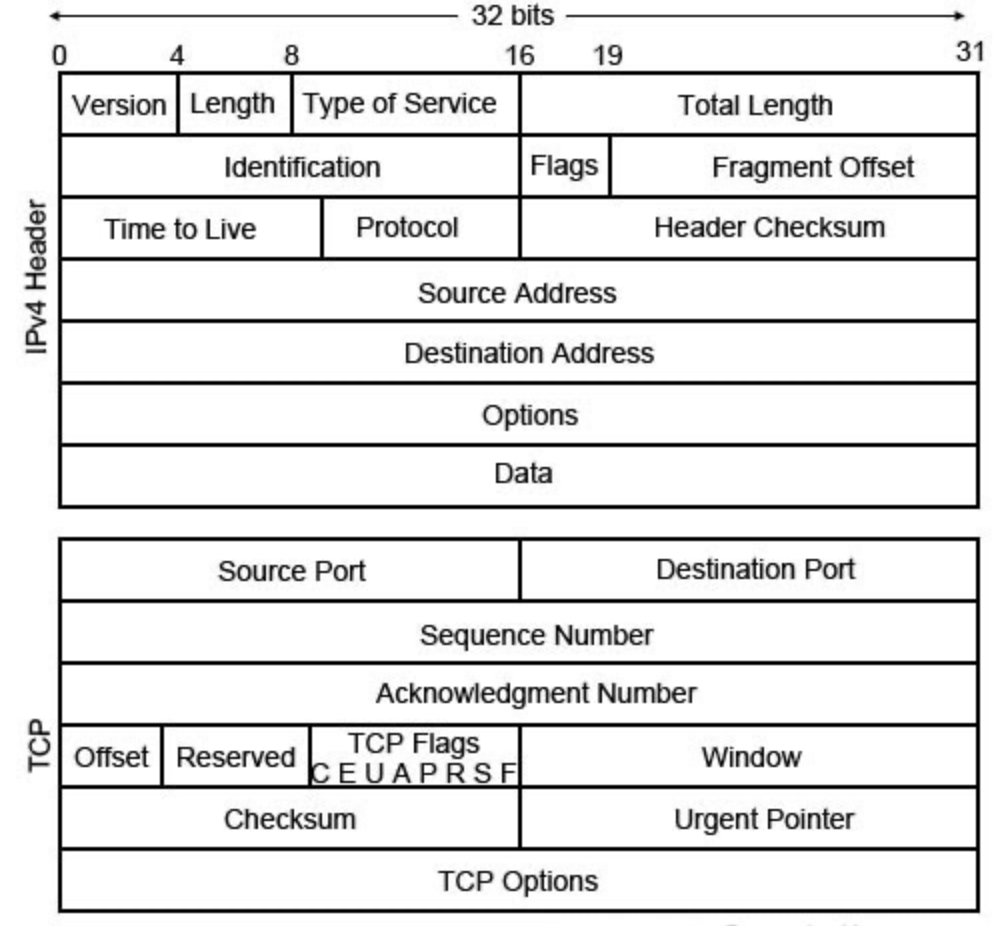 32 bits
0 4 8 16 19 31
Version Length Type of Service Total Length
Identification Flags Fragment Offset
Time to Live Protocol Header Checksum
Source Address
Destination Address
Options
Data
IPv4 Header
Source Port Destination Port
Sequence Number
Acknowledgment Number
Offset Reserved TCP Flags Window
C E U A P R S F
Checksum Urgent Pointer
TCP Options
TCP